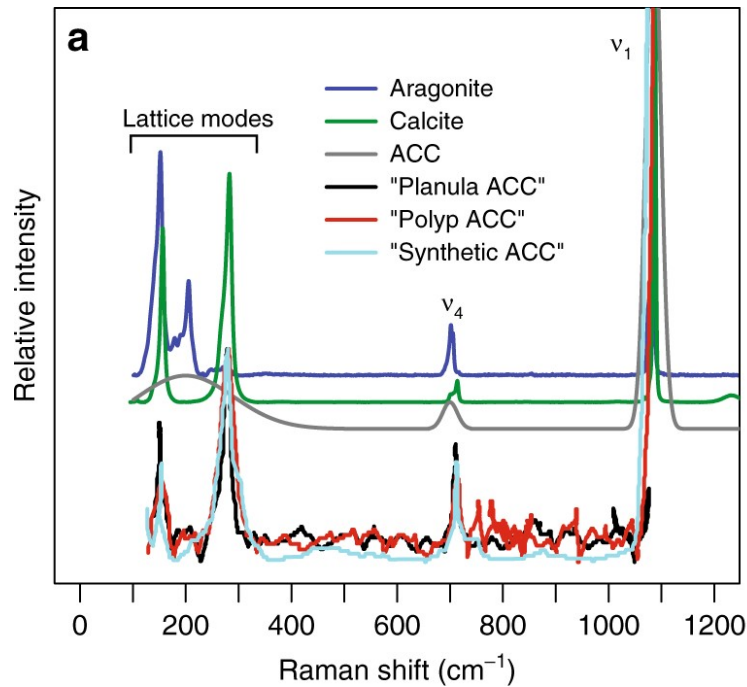 a
ν1
Lattice modes
Aragonite
Calcite
ACC
"Planula ACC"
"Polyp ACC"
"Synthetic ACC"
ν4
Relative intensity
0 200 400 600 800 1000 1200
Raman shift (cm⁻¹)